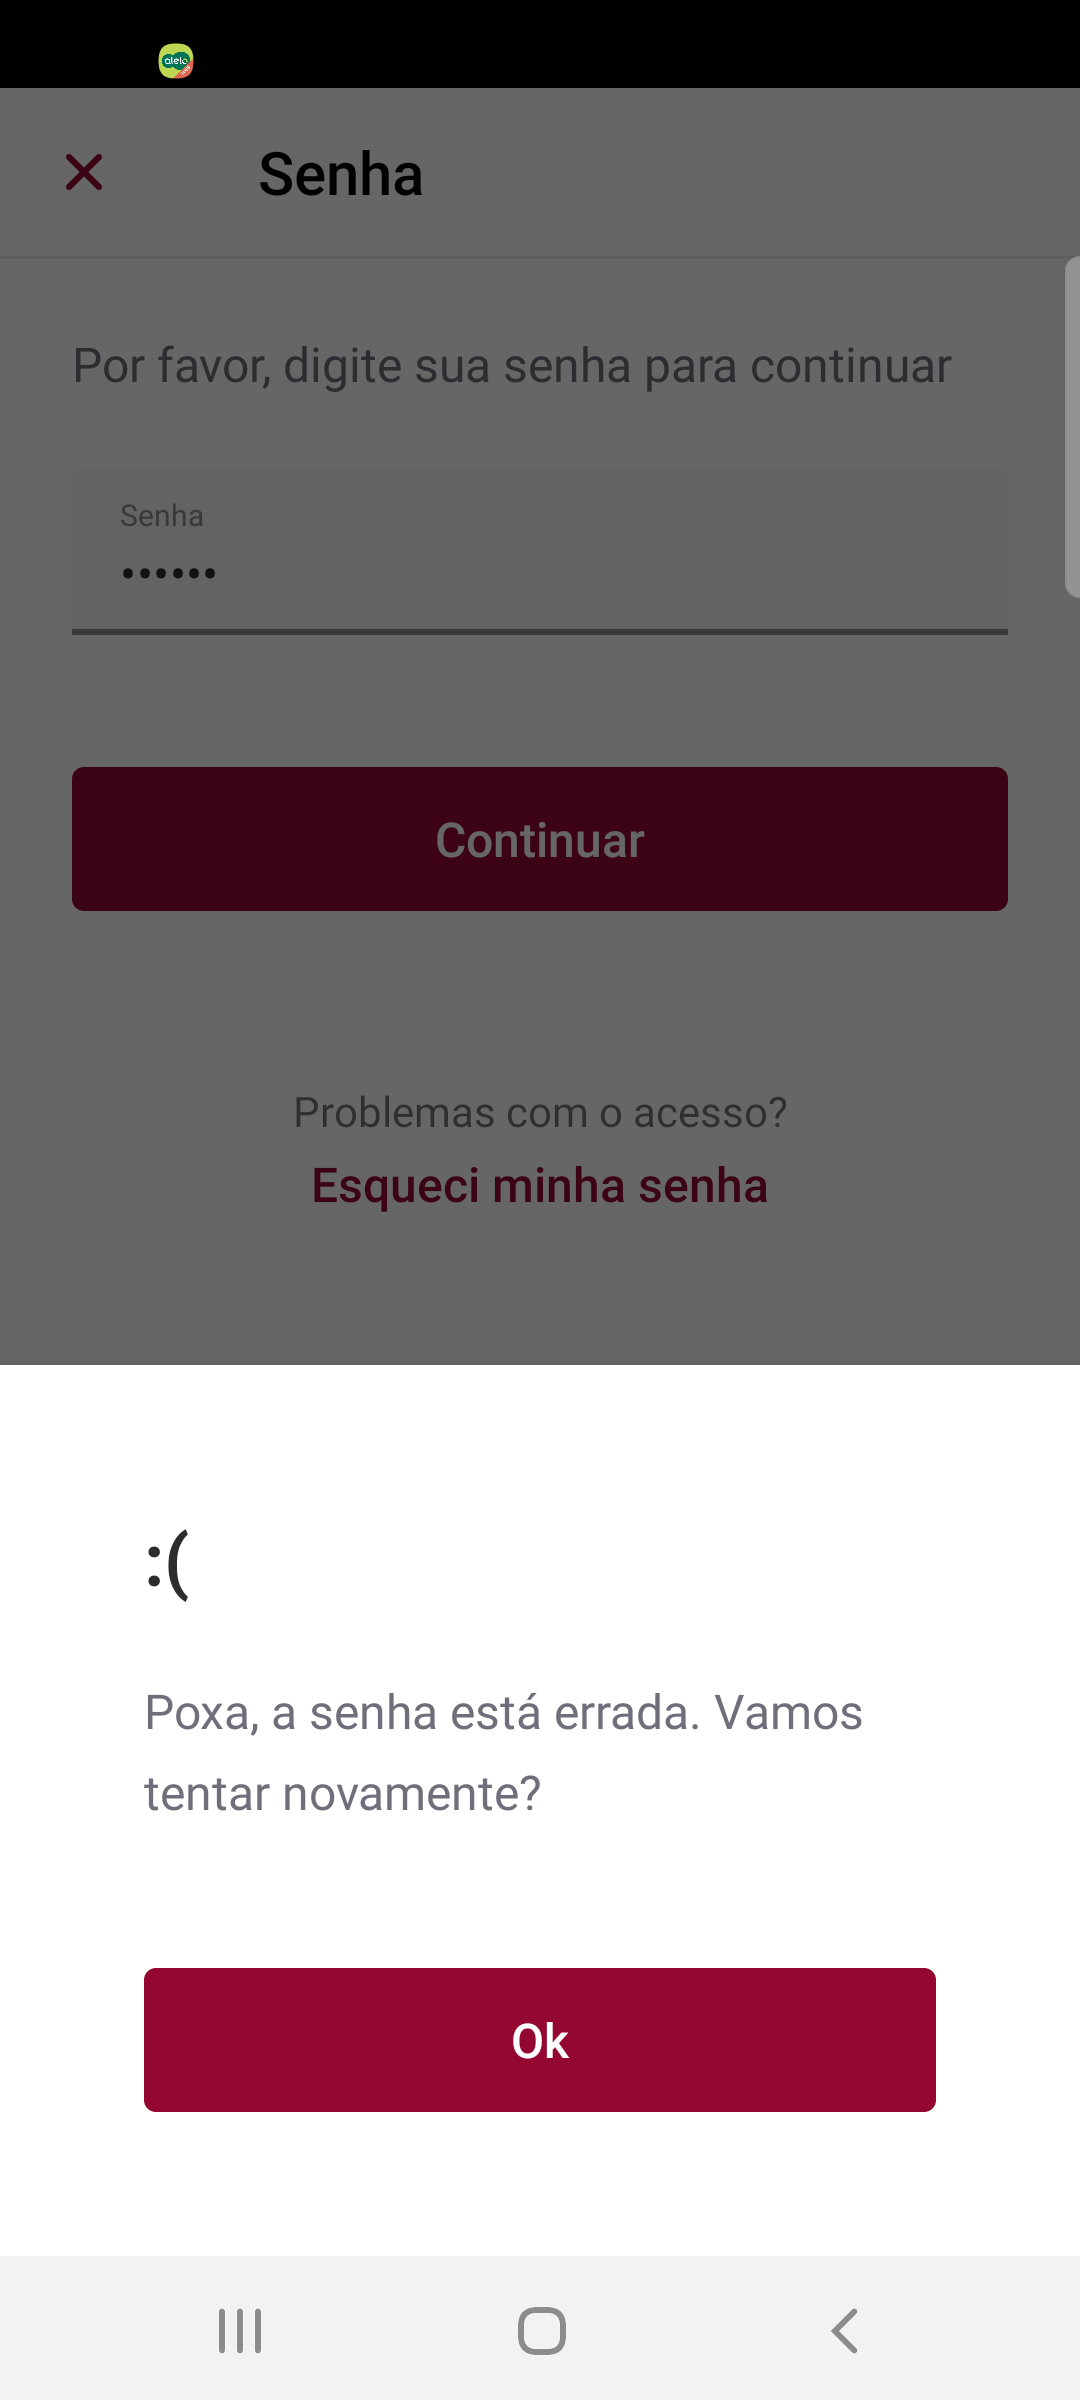 alelo
Senha
Por favor, digite sua senha para continuar
Senha
••••••
Continuar
Problemas com o acesso?
Esqueci minha senha
:(
Poxa, a senha está errada. Vamos
tentar novamente?
Ok